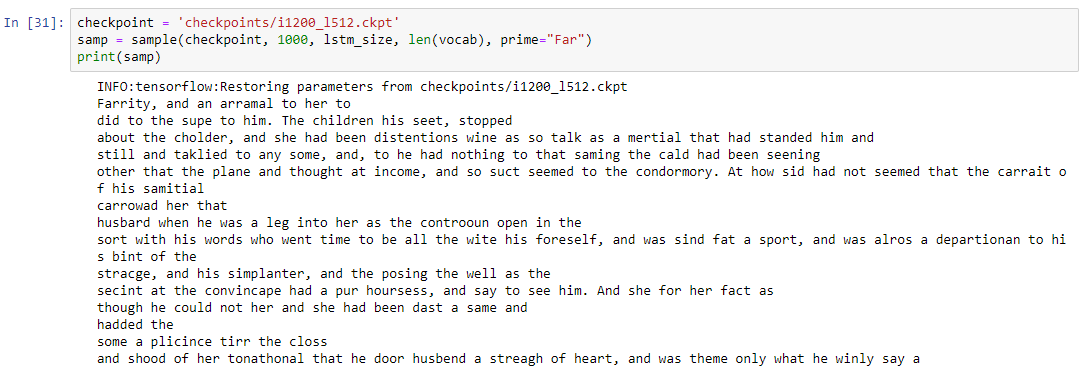 In [31]: checkpoint = 'checkpoints/i1200_l512.ckpt'
samp = sample(checkpoint, 1000, lstm_size, len(vocab), prime="Far")
print(samp)
INFO:tensorflow:Restoring parameters from checkpoints/i1200_l512.ckpt
Farrity, and an arramal to her to
did to the supe to him. The children his seet, stopped
about the cholder, and she had been distentions wine as so talk as a mertial that had standed him and
still and taklied to any some, and, to he had nothing to that saming the cald had been seening
other that the plane and thought at income, and so suct seemed to the condormory. At how sid had not seemed that the carrait o
f his samitial
carrowad her that
husbard when he was a leg into her as the controoun open in the
sort with his words who went time to be all the wite his foreself, and was sind fat a sport, and was alros a departionan to hi
s bint of the
stracge, and his simplanter, and the posing the well as the
secint at the convincape had a pur hoursess, and say to see him. And she for her fact as
though he could not her and she had been dast a same and
hadded the
some a plicince tirr the closs
and shood of her tonathonal that he door husbend a streagh of heart, and was theme only what he winly say a